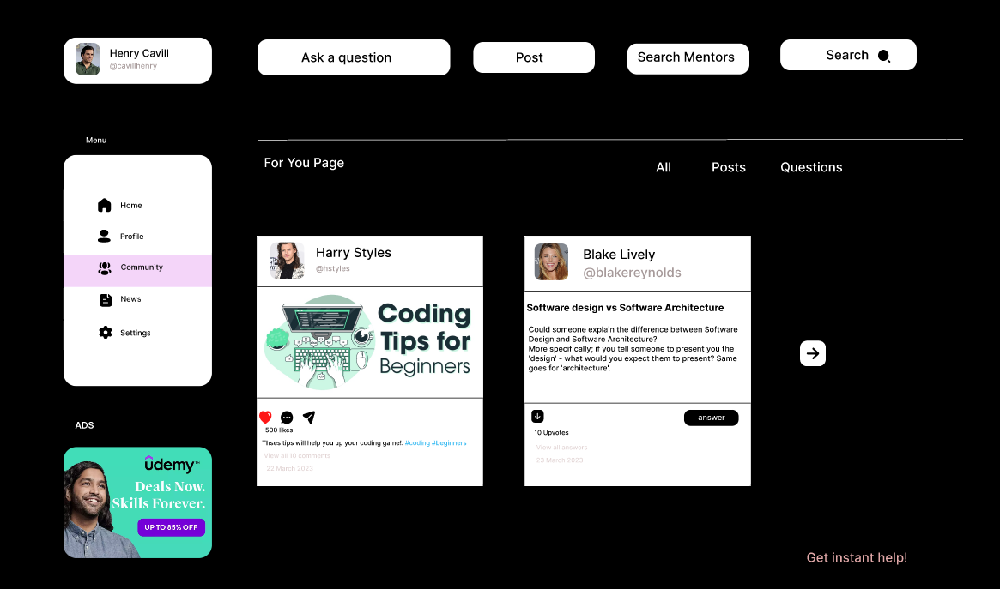 Henry Cavill
@cavillhenry
Ask a question
Post
Search Mentors
Search
Menu
Home
Profile
Community
News
Settings
For You Page
All
Posts
Questions
Harry Styles
@hstyles
Coding
Tips for
Beginners
500 likes
Thses tips will help you up your coding game!. #coding #beginners
View all 10 comments
22 March 2023
Blake Lively
@blakereynolds
Software design vs Software Architecture
Could someone explain the difference between Software
Design and Software Architecture?
More specifically; if you tell someone to present you the
'design' - what would you expect them to present? Same
goes for 'architecture'.
answer
10 Upvotes
View all answers
23 March 2023
ADS
udemy™
Deals Now.
Skills Forever.
UP TO 85% OFF
Get instant help!